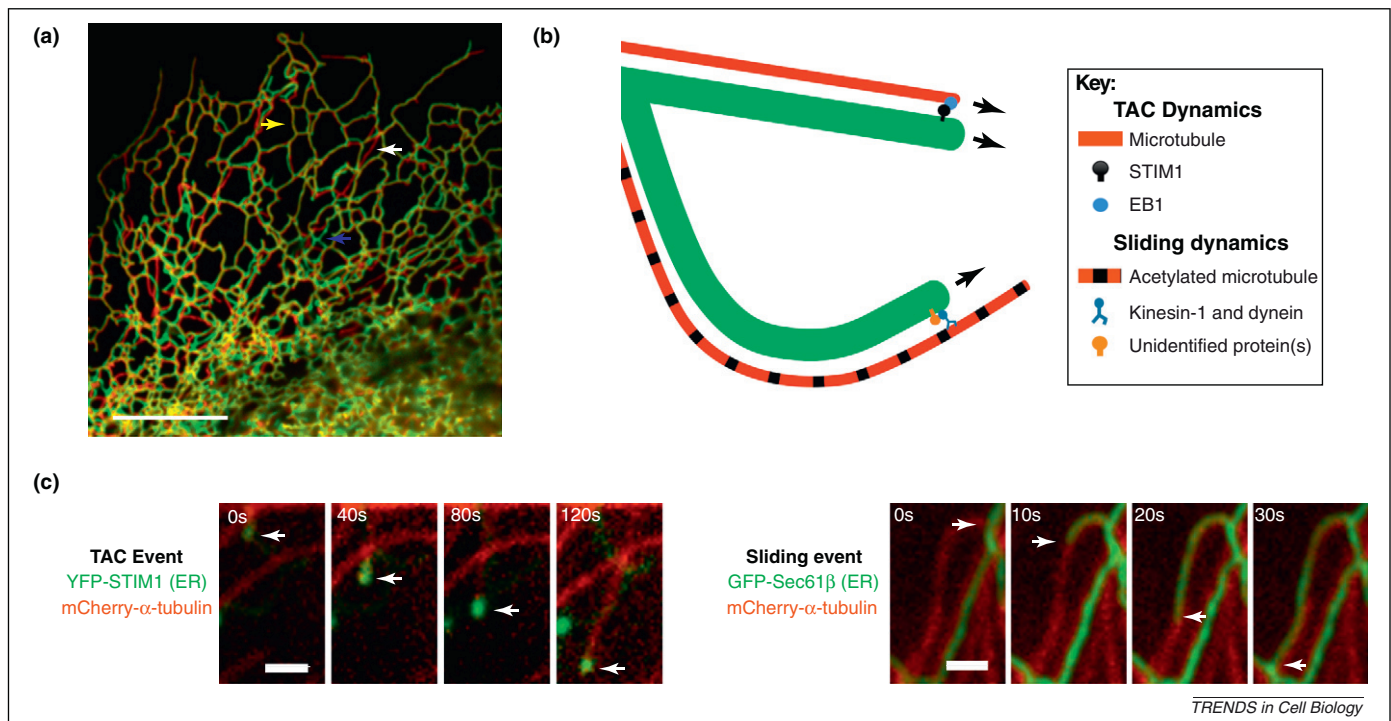 (a)
(b)
Key:
TAC Dynamics
Microtubule
STIM1
EB1
Sliding dynamics
Acetylated microtubule
Kinesin-1 and dynein
Unidentified protein(s)
(c)
TAC Event
YFP-STIM1 (ER)
mCherry-α-tubulin
0s
40s
80s
120s
Sliding event
GFP-Sec61β (ER)
mCherry-α-tubulin
0s
10s
20s
30s
TRENDS in Cell Biology